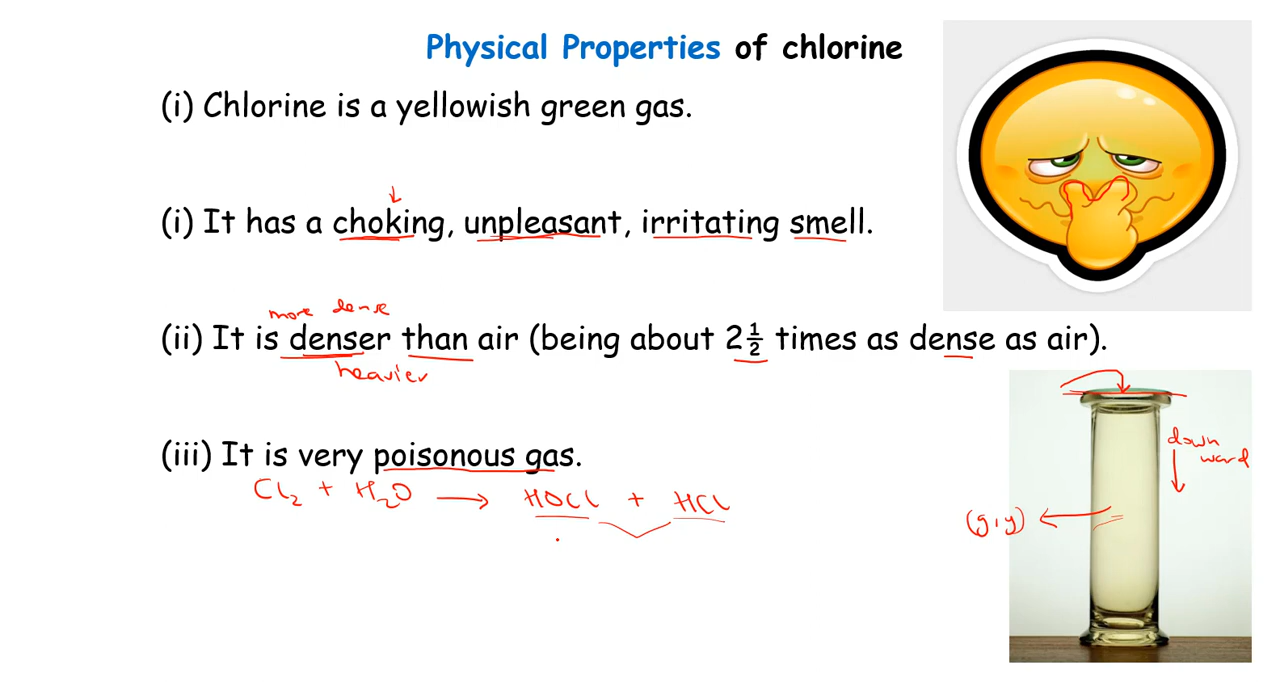 Physical Properties of chlorine
(i) Chlorine is a yellowish green gas.
(i) It has a choking, unpleasant, irritating smell.
more dense
(ii) It is denser than air (being about 2 ½ times as dense as air).
heavier
(iii) It is very poisonous gas.
Cl₂ + H₂O → HOCl + HCl
down
ward
(g,y)